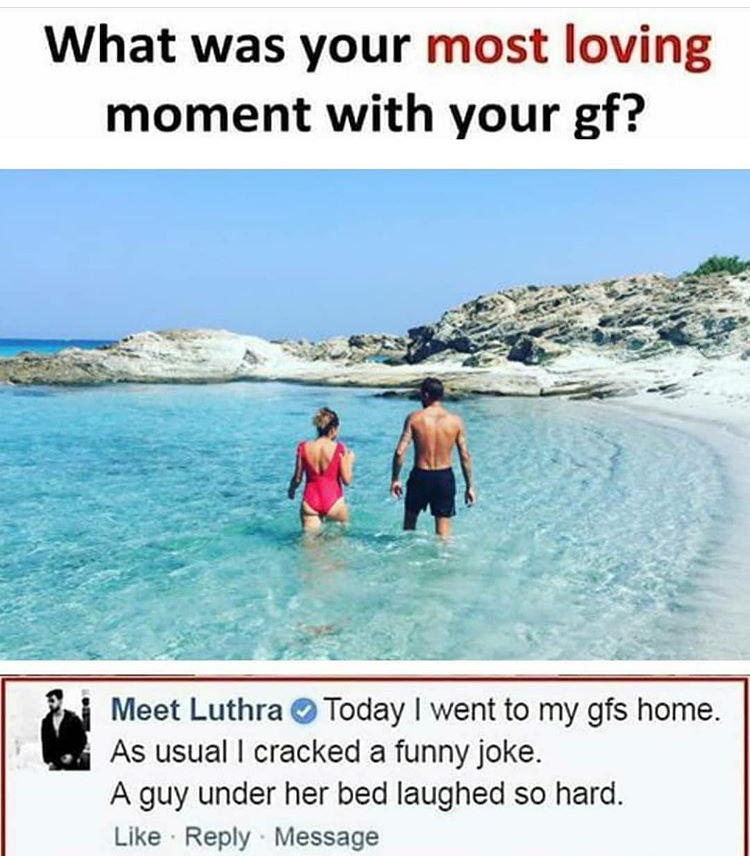 What was your most loving
moment with your gf?
Meet Luthra Today I went to my gfs home.
As usual I cracked a funny joke.
A guy under her bed laughed so hard.
Like · Reply · Message